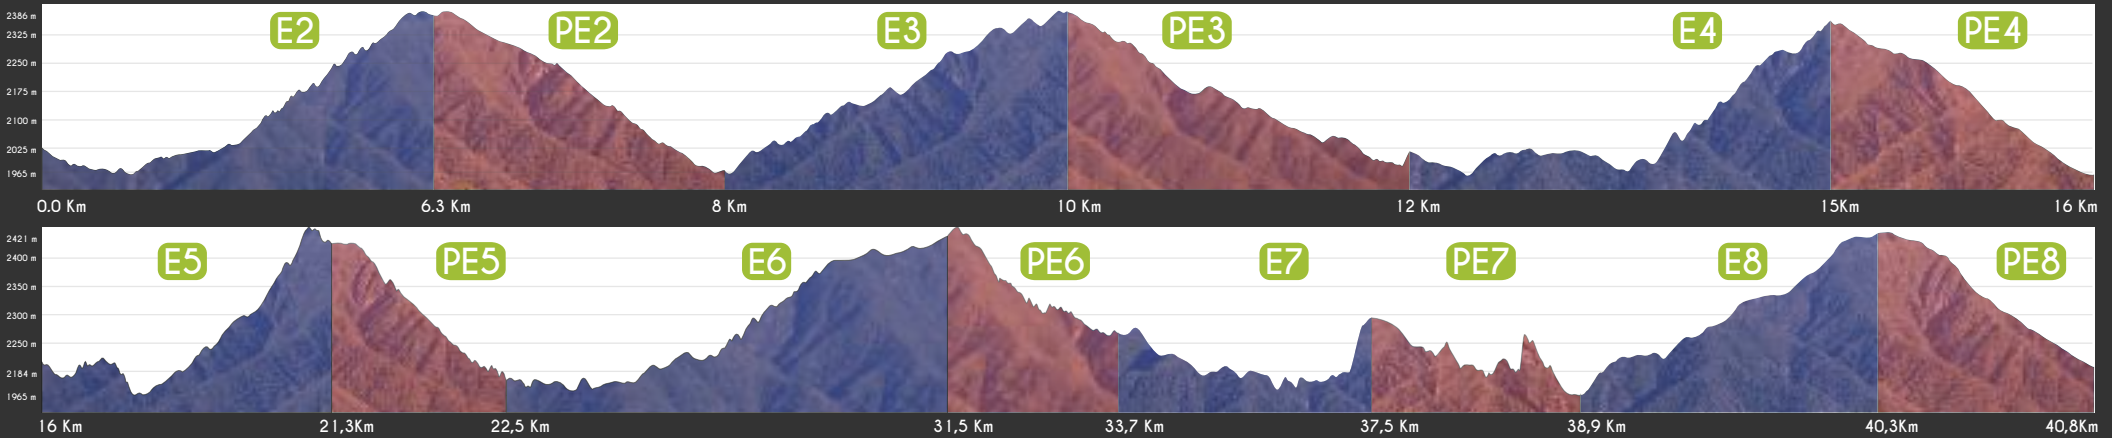 2386 m
E2 PE2 E3 PE3 E4 PE4
2325 m
2250 m
2175 m
2100 m
2025 m
1965 m
0.0 Km 6.3 Km 8 Km 10 Km 12 Km 15Km 16 Km
2421 m
E5 PE5 E6 PE6 E7 PE7 E8 PE8
2400 m
2350 m
2300 m
2250 m
2184 m
1965 m
16 Km 21,3Km 22,5 Km 31,5 Km 33,7 Km 37,5 Km 38,9 Km 40,3Km 40,8Km